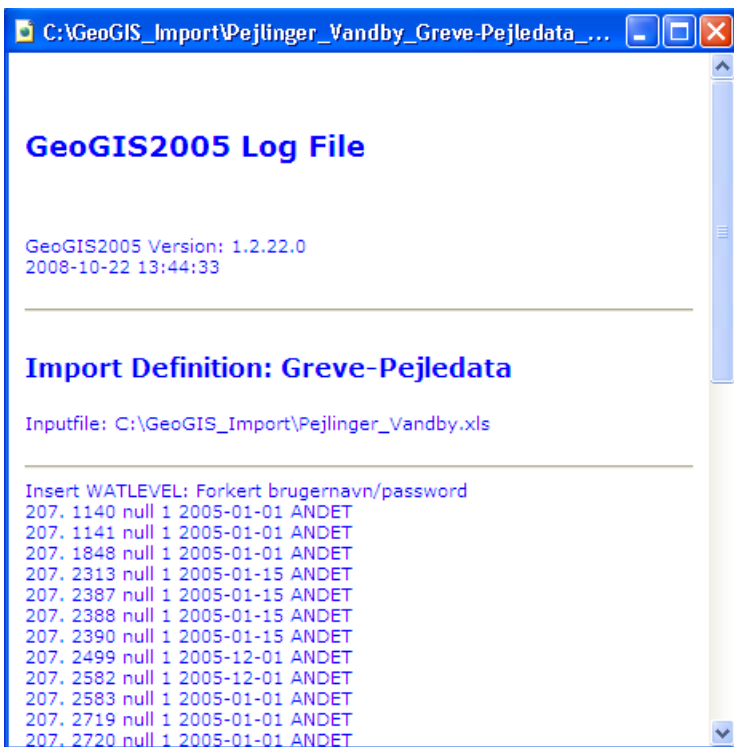 C:\GeoGIS_Import\Pejlinger_Vandby_Greve-Pejledata_...
GeoGIS2005 Log File
GeoGIS2005 Version: 1.2.22.0
2008-10-22 13:44:33
Import Definition: Greve-Pejledata
Inputfile: C:\GeoGIS_Import\Pejlinger_Vandby.xls
Insert WATLEVEL: Forkert brugernavn/password
207. 1140 null 1 2005-01-01 ANDET
207. 1141 null 1 2005-01-01 ANDET
207. 1848 null 1 2005-01-01 ANDET
207. 2313 null 1 2005-01-15 ANDET
207. 2387 null 1 2005-01-15 ANDET
207. 2388 null 1 2005-01-15 ANDET
207. 2390 null 1 2005-01-15 ANDET
207. 2499 null 1 2005-12-01 ANDET
207. 2582 null 1 2005-12-01 ANDET
207. 2583 null 1 2005-01-01 ANDET
207. 2719 null 1 2005-01-01 ANDET
207. 2720 null 1 2005-01-01 ANDET